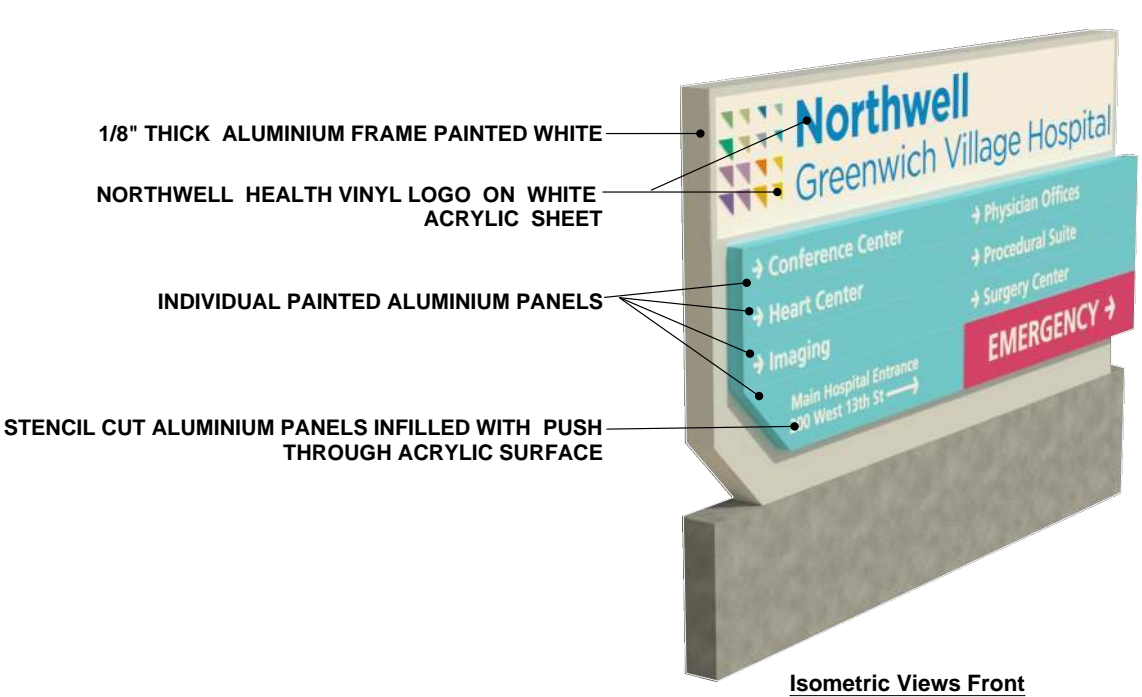 1/8" THICK ALUMINIUM FRAME PAINTED WHITE
NORTHWELL HEALTH VINYL LOGO ON WHITE
ACRYLIC SHEET
INDIVIDUAL PAINTED ALUMINIUM PANELS
STENCIL CUT ALUMINIUM PANELS INFILLED WITH PUSH
THROUGH ACRYLIC SURFACE
Northwell
Greenwich Village Hospital
→ Conference Center
→ Heart Center
→ Imaging
Main Hospital Entrance
200 West 13th St →
→ Physician Offices
→ Procedural Suite
→ Surgery Center
EMERGENCY →
Isometric Views Front